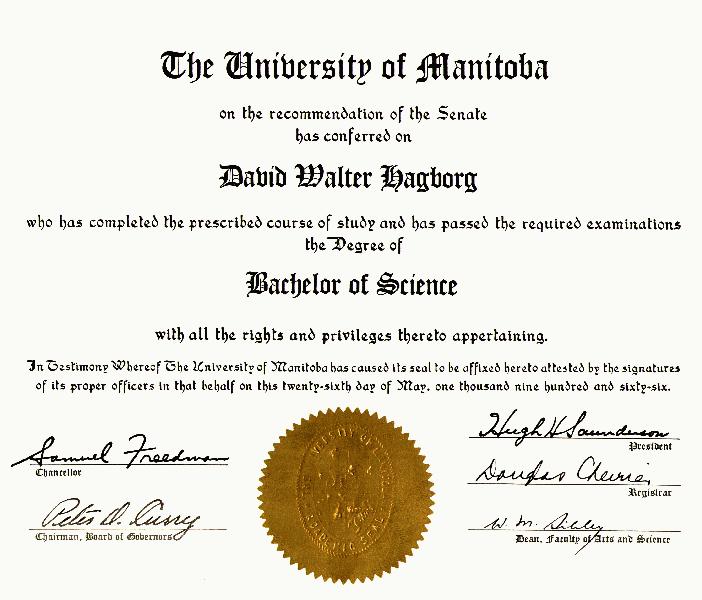 The University of Manitoba
on the recommendation of the Senate
has conferred on
David Walter Hagborg
who has completed the prescribed course of study and has passed the required examinations
the Degree of
Bachelor of Science
with all the rights and privileges thereto appertaining.
In Testimony Whereof The University of Manitoba has caused its seal to be affixed hereto attested by the signatures
of its proper officers in that behalf on this twenty-sixth day of May, one thousand nine hundred and sixty-six.
Samuel Freedman
Chancellor
Peter D. Curry
Chairman, Board of Governors
Hugh H Saunderson
President
Douglas
Registrar
W. M. Sibley
Dean, Faculty of Arts and Science
ACADEMIC SEAL